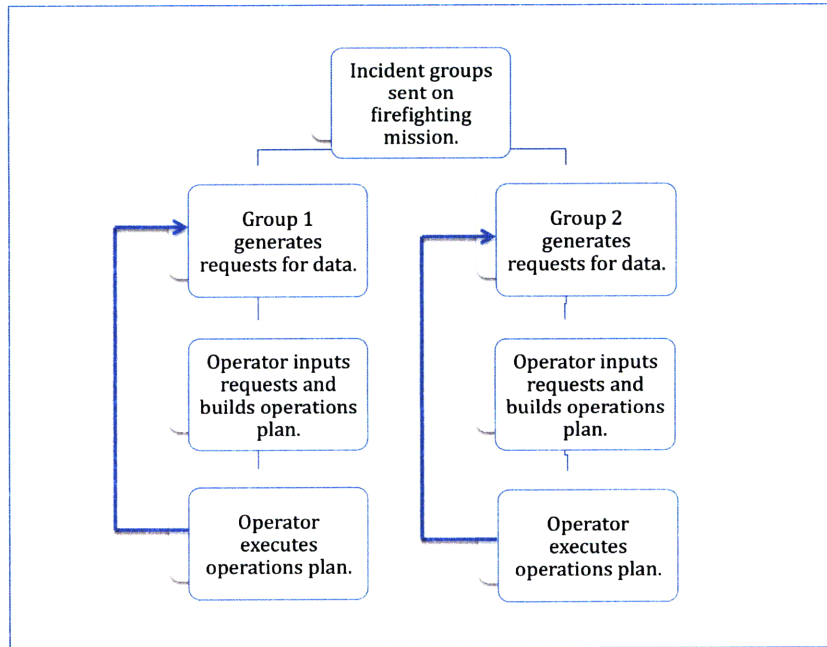 Incident groups
sent on
firefighting
mission.
Group 1
generates
requests for data.
Group 2
generates
requests for data.
Operator inputs
requests and
builds operations
plan.
Operator inputs
requests and
builds operations
plan.
Operator
executes
operations plan.
Operator
executes
operations plan.